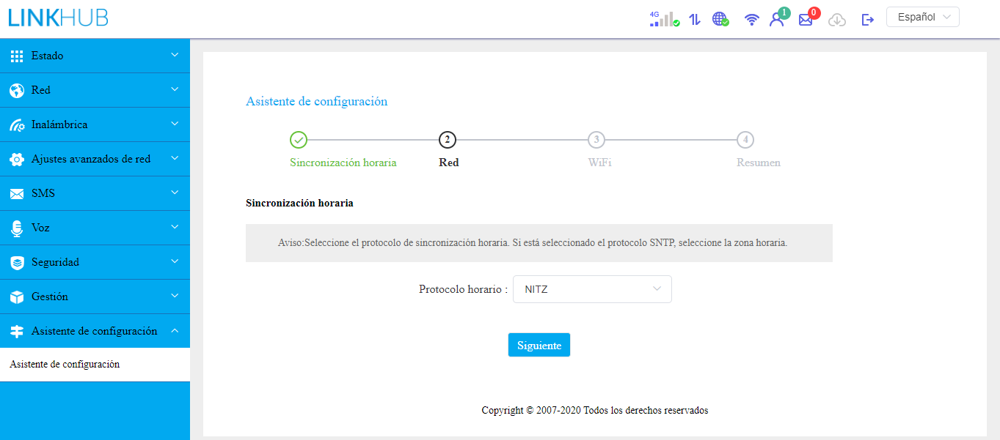 LINKHUB
4G
1
0
Español
Estado
Red
Inalámbrica
Ajustes avanzados de red
SMS
Voz
Seguridad
Gestión
Asistente de configuración
Asistente de configuración
Asistente de configuración
2
3
4
Sincronización horaria
Red
WiFi
Resumen
Sincronización horaria
Aviso:Seleccione el protocolo de sincronización horaria. Si está seleccionado el protocolo SNTP, seleccione la zona horaria.
Protocolo horario :
NITZ
Siguiente
Copyright © 2007-2020 Todos los derechos reservados